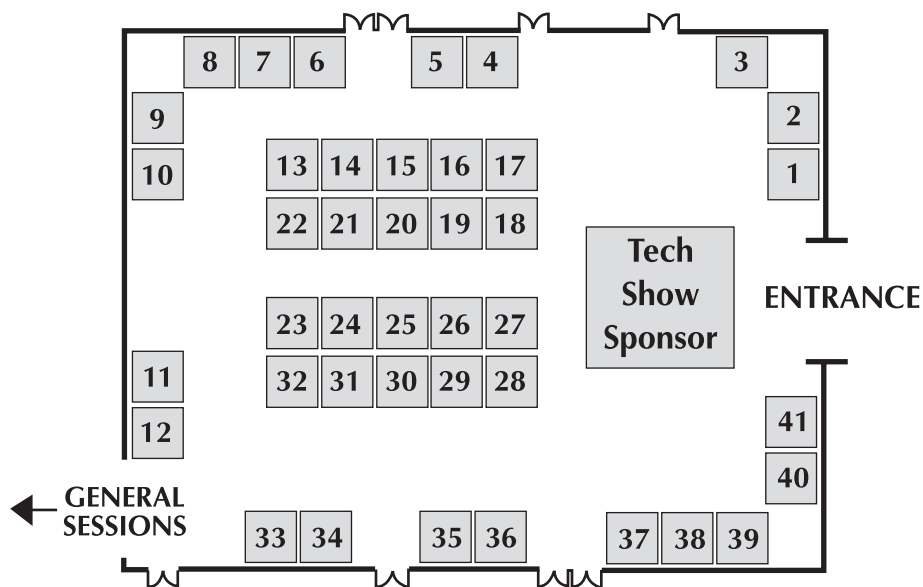 8 7 6 5 4 3
9 2
10 13 14 15 16 17 1
22 21 20 19 18
Tech
Show
Sponsor
ENTRANCE
23 24 25 26 27
11 32 31 30 29 28
12 41
40
GENERAL
SESSIONS
33 34 35 36 37 38 39